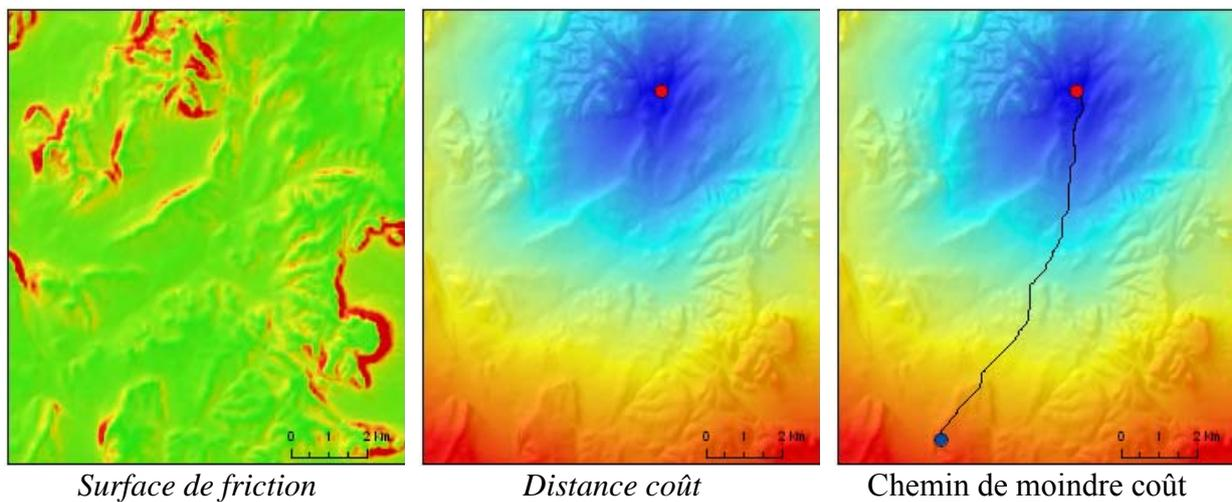 0 1 2 km
0 1 2 km
0 1 2 km
Surface de friction
Distance coût
Chemin de moindre coût